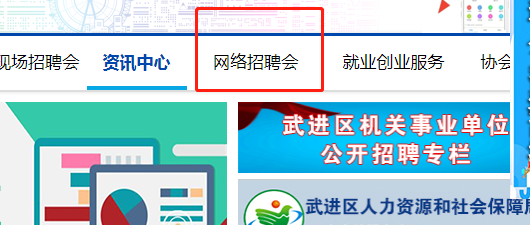 现场招聘会 资讯中心 网络招聘会 就业创业服务 协会
武进区机关事业单位
公开招聘专栏
武进区人力资源和社会保障局